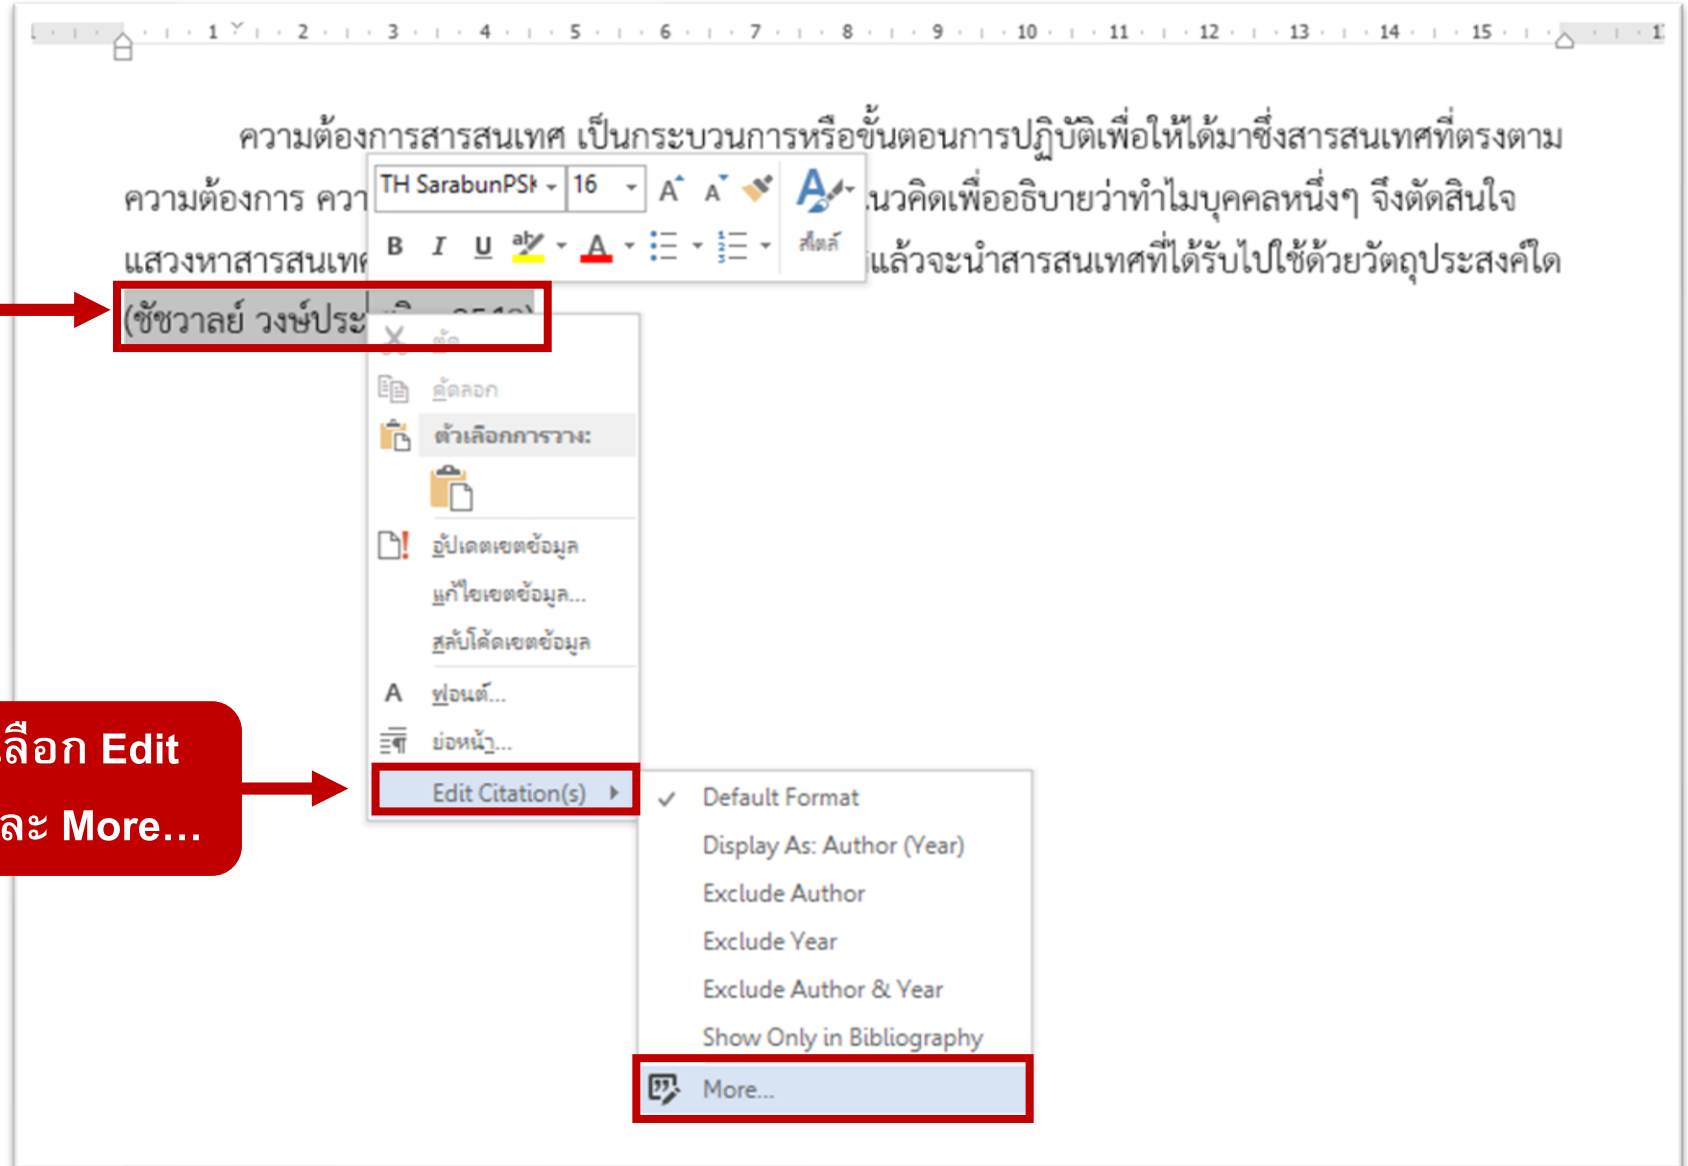 1 2 3 4 5 6 7 8 9 10 11 12 13 14 15
ความต้องการสารสนเทศ เป็นกระบวนการหรือขั้นตอนการปฏิบัติเพื่อให้ได้มาซึ่งสารสนเทศที่ตรงตาม
ความต้องการ
นวคิดเพื่ออธิบายว่าทำไมบุคคลหนึ่งๆ จึงตัดสินใจ
แสวงหาสารสนเท
แล้วจะนำสารสนเทศที่ได้รับไปใช้ด้วยวัตถุประสงค์ใด
(ชัชวาลย์ วงษ์ประ
TH SarabunPSK 16 A A
B I U ab A สไตล์
ตัด
คัดลอก
ตัวเลือกการวาง:
อัปเดตเขตข้อมูล
แก้ไขเขตข้อมูล...
สลับโค้ดเขตข้อมูล
A ฟอนต์...
ย่อหน้า...
Edit Citation(s)
ลือก Edit
ละ More...
Default Format
Display As: Author (Year)
Exclude Author
Exclude Year
Exclude Author & Year
Show Only in Bibliography
More...